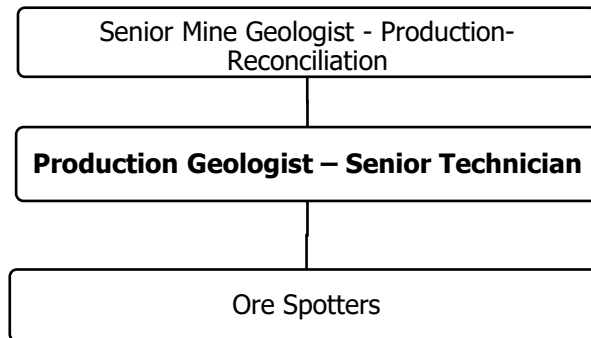 Senior Mine Geologist - Production-
Reconciliation
Production Geologist – Senior Technician
Ore Spotters